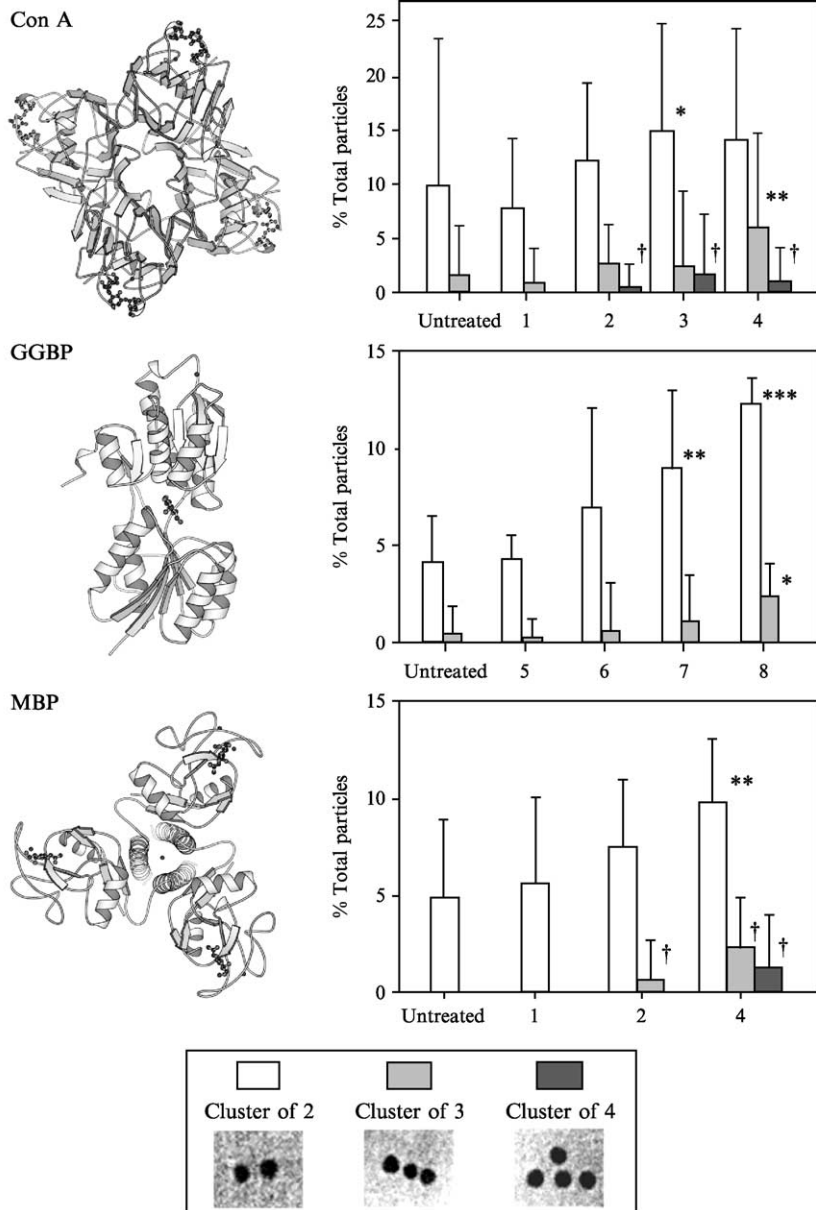 Con A
25
20
15
10
5
0
% Total particles
*
**
†
†
†
Untreated 1 2 3 4
GGBP
15
10
5
0
% Total particles
**
***
*
Untreated 5 6 7 8
MBP
15
10
5
0
% Total particles
**
†
†
†
Untreated 1 2 4
Cluster of 2 Cluster of 3 Cluster of 4